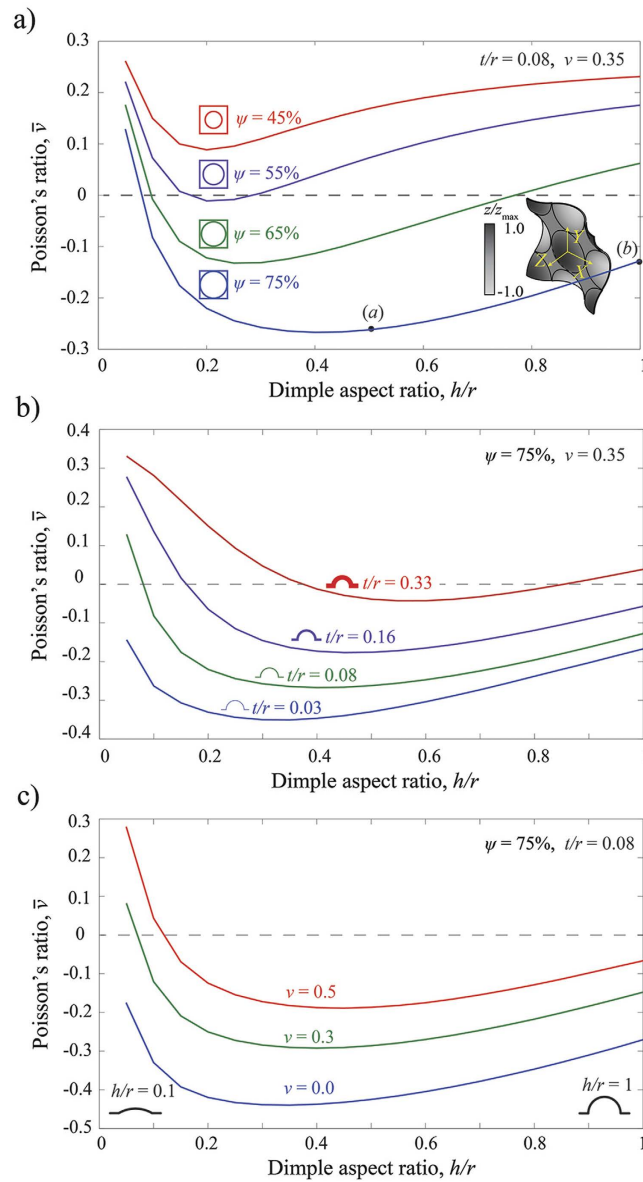 a)
0.3
0.2
0.1
0
-0.1
-0.2
-0.3
Poisson's ratio, ν̄
t/r = 0.08, ν = 0.35
ψ = 45%
ψ = 55%
ψ = 65%
ψ = 75%
z/z_max
1.0
-1.0
Y
Z
X
(a)
(b)
0 0.2 0.4 0.6 0.8 1
Dimple aspect ratio, h/r
b)
0.4
0.3
0.2
0.1
0
-0.1
-0.2
-0.3
-0.4
Poisson's ratio, ν̄
ψ = 75%, ν = 0.35
t/r = 0.33
t/r = 0.16
t/r = 0.08
t/r = 0.03
0 0.2 0.4 0.6 0.8 1
Dimple aspect ratio, h/r
c)
0.3
0.2
0.1
0
-0.1
-0.2
-0.3
-0.4
-0.5
Poisson's ratio, ν̄
ψ = 75%, t/r = 0.08
ν = 0.5
ν = 0.3
ν = 0.0
h/r = 0.1
h/r = 1
0 0.2 0.4 0.6 0.8 1
Dimple aspect ratio, h/r